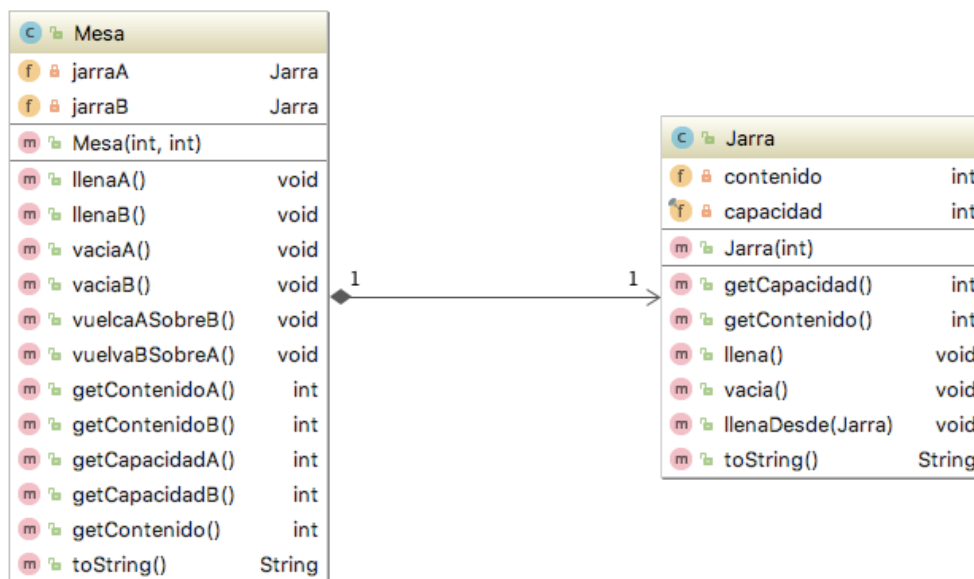 C Mesa
f jarraA Jarra
f jarraB Jarra
m Mesa(int, int)
m llenaA() void
m llenaB() void
m vaciaA() void
m vaciaB() void
m vuelcaASobreB() void
m vuelvaBSobreA() void
m getContenidoA() int
m getContenidoB() int
m getCapacidadA() int
m getCapacidadB() int
m getContenido() int
m toString() String
1 1
C Jarra
f contenido int
f capacidad int
m Jarra(int)
m getCapacidad() int
m getContenido() int
m llena() void
m vacia() void
m llenaDesde(Jarra) void
m toString() String